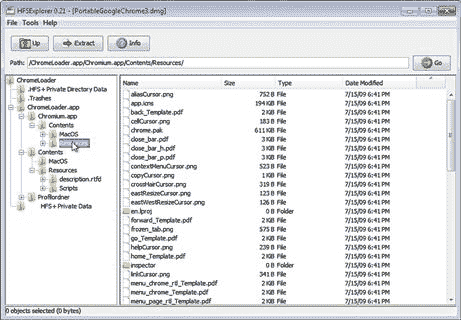 HFSExplorer 0.21 - [PortableGoogleChrome3.dmg]
File Tools Help
Up Extract Info
Path: /ChromeLoader.app/Chromium.app/Contents/Resources/ Go
ChromeLoader
.HFS+ Private Directory Data
.Trashes
ChromeLoader.app
Chromium.app
Contents
MacOS
Resources
Contents
MacOS
Resources
description.rtfd
Scripts
HFS+ Private Data
Name Size Type Date Modified
aliasCursor.png 752 B File 7/15/09 6:41 PM
app.icns 194 KiB File 7/15/09 6:41 PM
back_Template.pdf 2 KiB File 7/15/09 6:41 PM
cellCursor.png 183 B File 7/15/09 6:41 PM
chrome.pak 611 KiB File 7/15/09 6:41 PM
close_bar.pdf 3 KiB File 7/15/09 6:41 PM
close_bar_h.pdf 3 KiB File 7/15/09 6:41 PM
close_bar_p.pdf 3 KiB File 7/15/09 6:41 PM
contextMenuCursor.png 523 B File 7/15/09 6:41 PM
copyCursor.png 1 KiB File 7/15/09 6:41 PM
crossHairCursor.png 319 B File 7/15/09 6:41 PM
eastResizeCursor.png 123 B File 7/15/09 6:41 PM
eastWestResizeCursor.png 126 B File 7/15/09 6:41 PM
en.lproj 0 B Folder 7/15/09 6:41 PM
forward_Template.pdf 2 KiB File 7/15/09 6:41 PM
frozen_tab.png 575 B File 7/15/09 6:41 PM
go_Template.pdf 2 KiB File 7/15/09 6:41 PM
helpCursor.png 239 B File 7/15/09 6:41 PM
home_Template.pdf 2 KiB File 7/15/09 6:41 PM
inspector 0 B Folder 7/15/09 6:41 PM
linkCursor.png 341 B File 7/15/09 6:41 PM
menu_chrome_rtl_Template.pdf 2 KiB File 7/15/09 6:41 PM
menu_chrome_Template.pdf 2 KiB File 7/15/09 6:41 PM
menu_page_rtl_Template.pdf 2 KiB File 7/15/09 6:41 PM
0 objects selected (0 bytes)